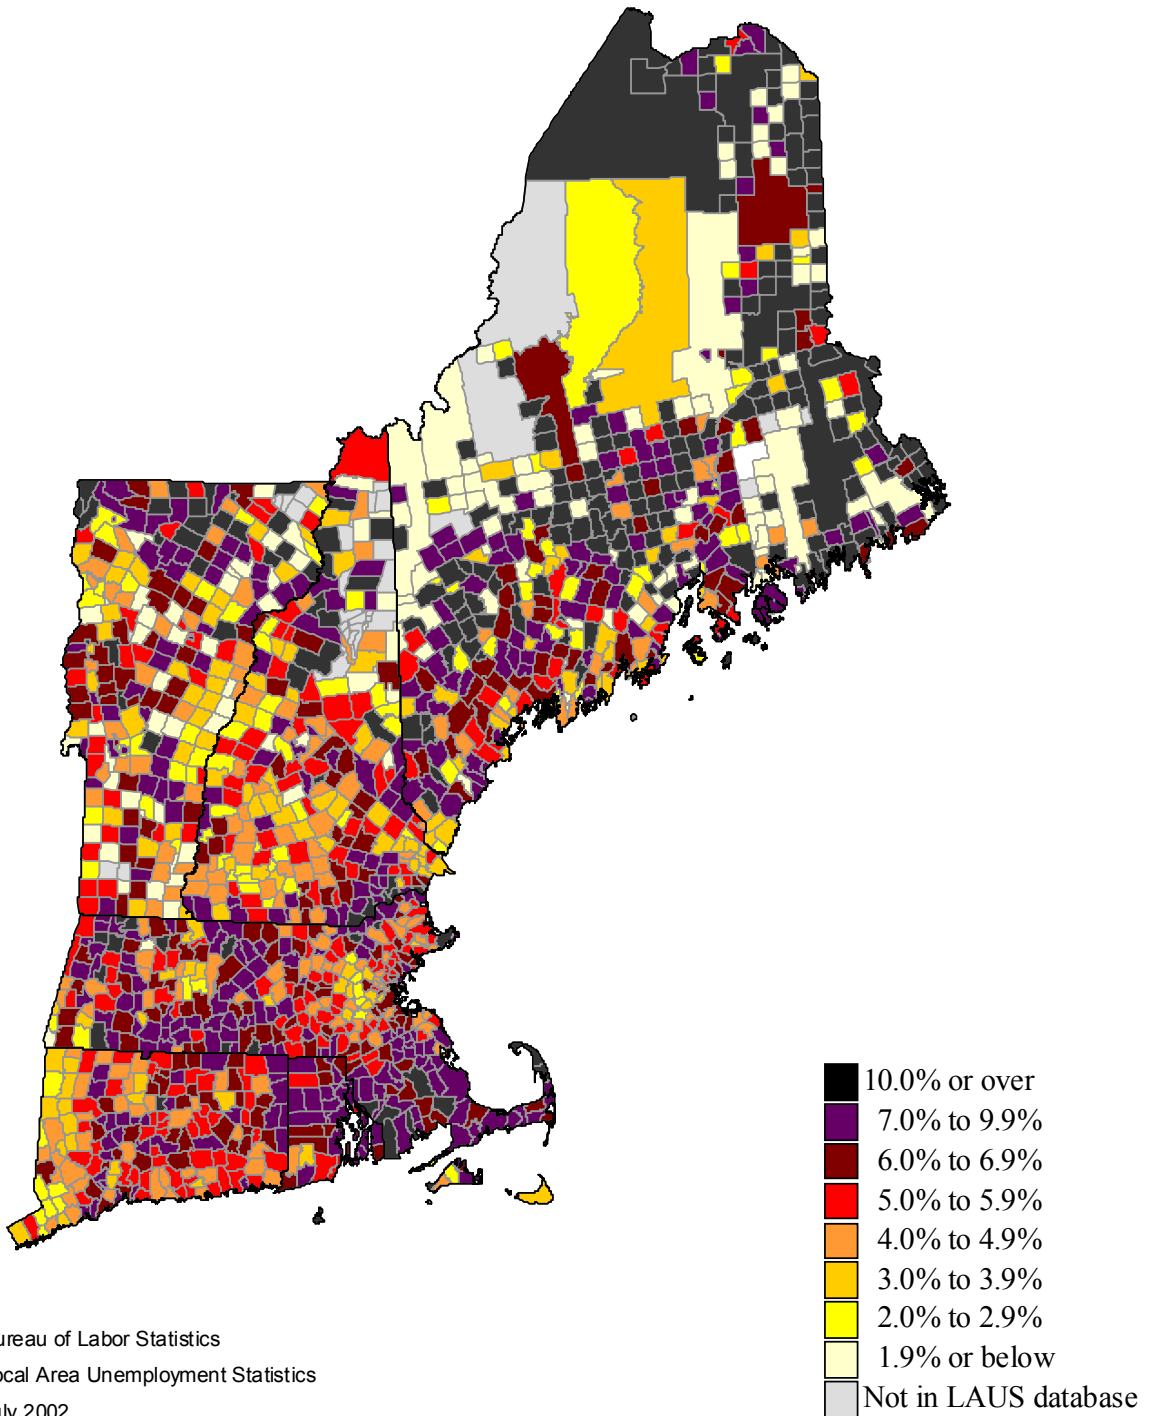 10.0% or over
7.0% to 9.9%
6.0% to 6.9%
5.0% to 5.9%
4.0% to 4.9%
3.0% to 3.9%
2.0% to 2.9%
1.9% or below
Not in LAUS database
ureau of Labor Statistics
ocal Area Unemployment Statistics
uly 2002